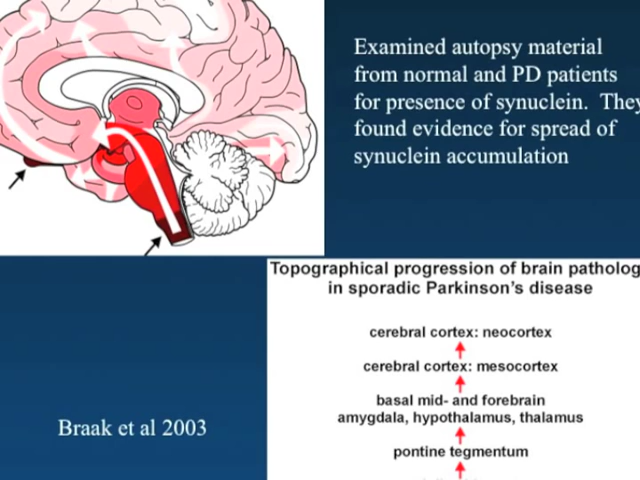 Examined autopsy material
from normal and PD patients
for presence of synuclein. They
found evidence for spread of
synuclein accumulation
Topographical progression of brain patholog
in sporadic Parkinson's disease
cerebral cortex: neocortex
cerebral cortex: mesocortex
basal mid- and forebrain
amygdala, hypothalamus, thalamus
Braak et al 2003
pontine tegmentum